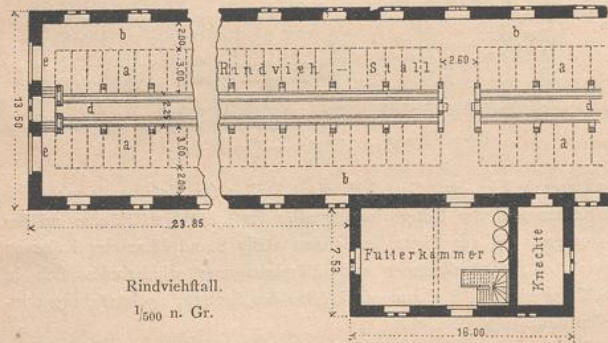 b
b
2.00
e
a
3.00
Rindvieh – Stall
2.60
a
13.50
d
2.25
d
e
a
3.00
a
2.00
b
23.85
7.53
Futterkammer
Knechte
Rindviehſtall.
1/500 n. Gr.
16.00